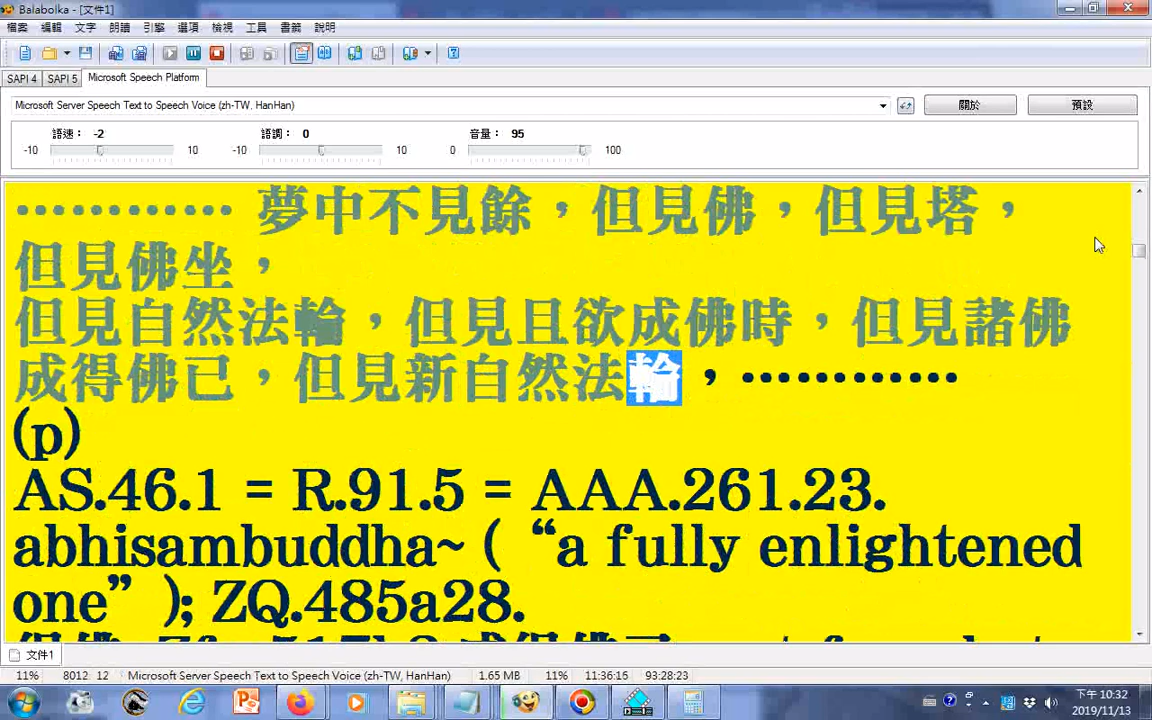 Balabolka - [文件1]
檔案 編輯 文字 朗讀 引擎 選項 檢視 工具 書籤 說明
SAPI 4 SAPI 5 Microsoft Speech Platform
Microsoft Server Speech Text to Speech Voice (zh-TW, HanHan) 關於 預設
語速： -2 語調： 0 音量： 95
-10 10 -10 10 0 100
………… 夢中不見餘，但見佛，但見塔，
但見佛坐，
但見自然法輪，但見且欲成佛時，但見諸佛
成得佛已，但見新自然法輪，…………
(p)
AS.46.1 = R.91.5 = AAA.261.23.
abhisambuddha~ (“a fully enlightened
one”); ZQ.485a28.
文件1
11% 8012 12 Microsoft Server Speech Text to Speech Voice (zh-TW, HanHan) 1.65 MB 11% 11:36:15 93:28:23
下午 10:32
2019/11/13